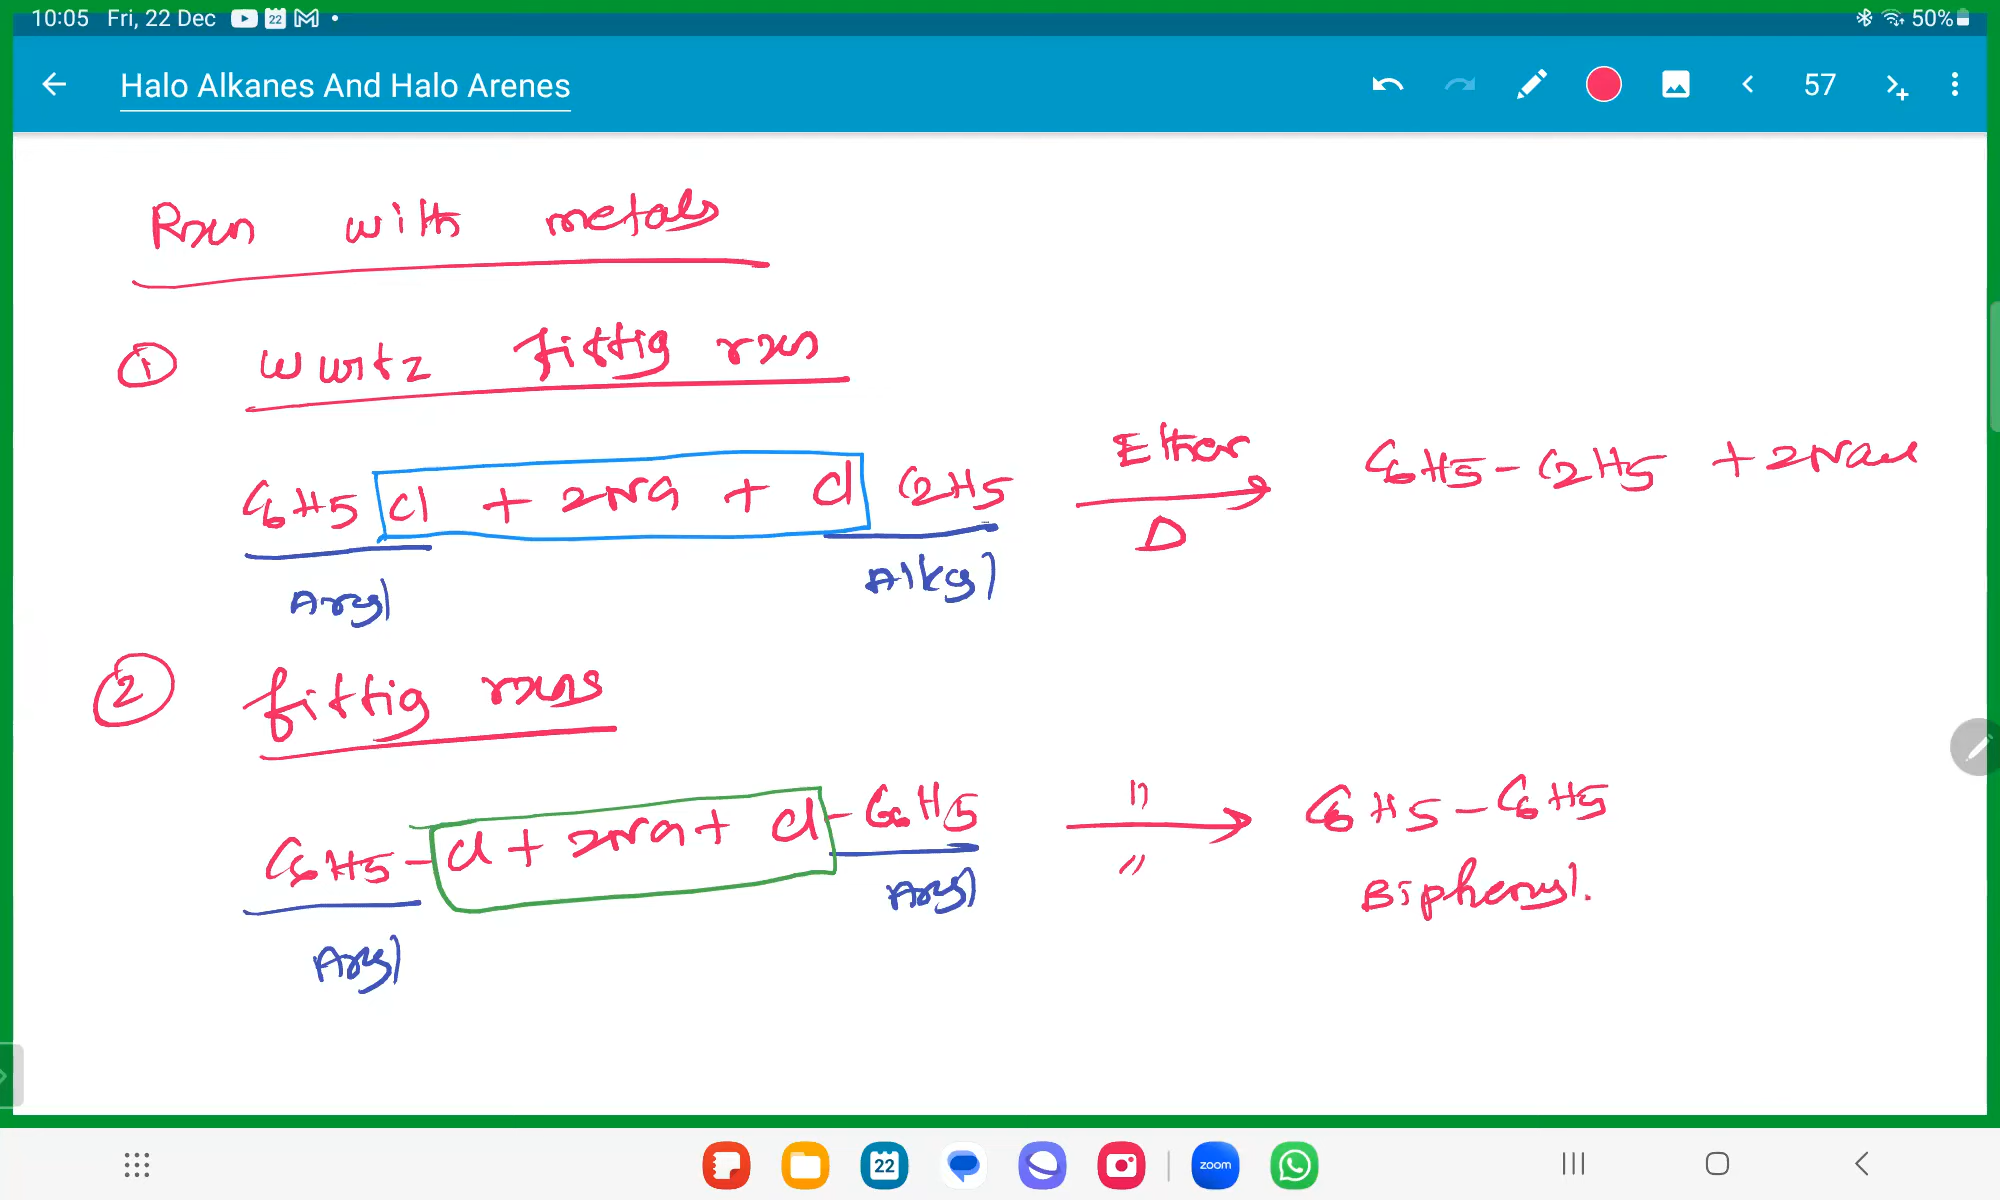 10:05 Fri, 22 Dec 22 50%
Halo Alkanes And Halo Arenes 57
Rxn with metals
① Wurtz fittig rxn
C6H5 Cl + 2Na + Cl C2H5 Ether Δ C6H5 - C2H5 + 2NaCl
Aryl Alkyl
② fittig rxns
C6H5 - Cl + 2Na + Cl - C6H5 " " C6H5 - C6H5
Aryl Aryl Biphenyl.
22 zoom